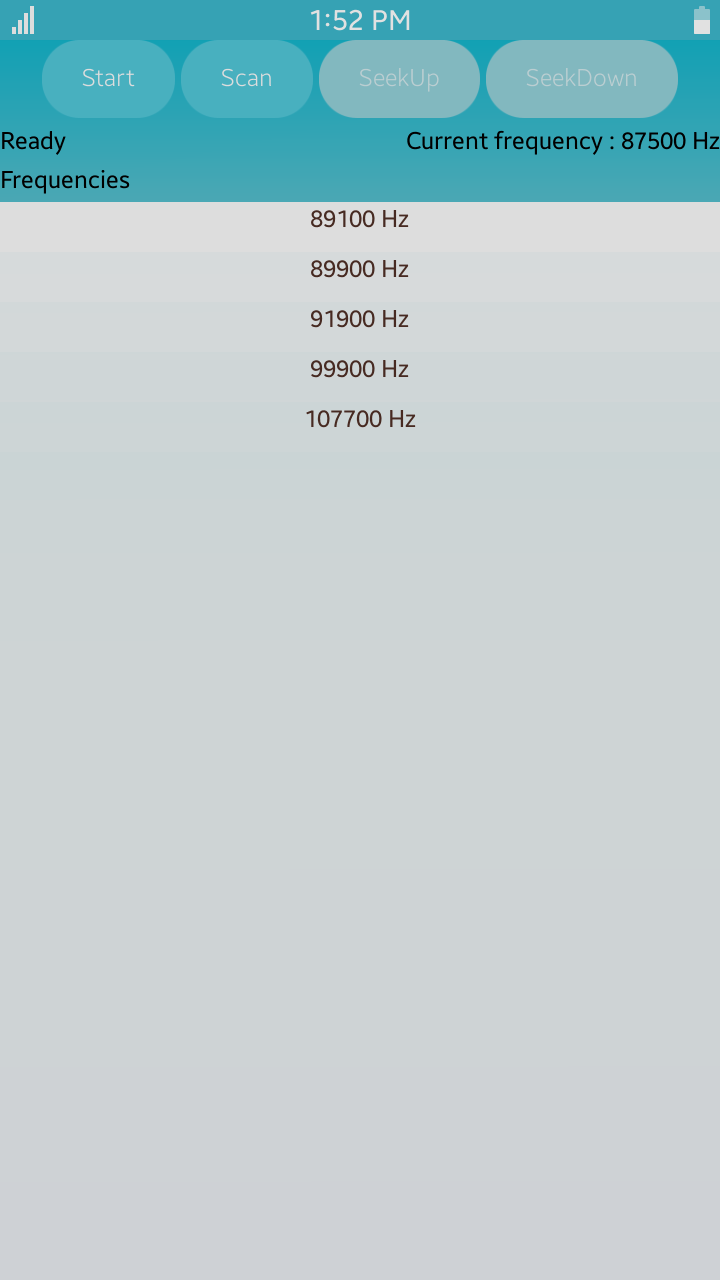 1:52 PM
Start Scan SeekUp SeekDown
Ready Current frequency : 87500 Hz
Frequencies
89100 Hz
89900 Hz
91900 Hz
99900 Hz
107700 Hz